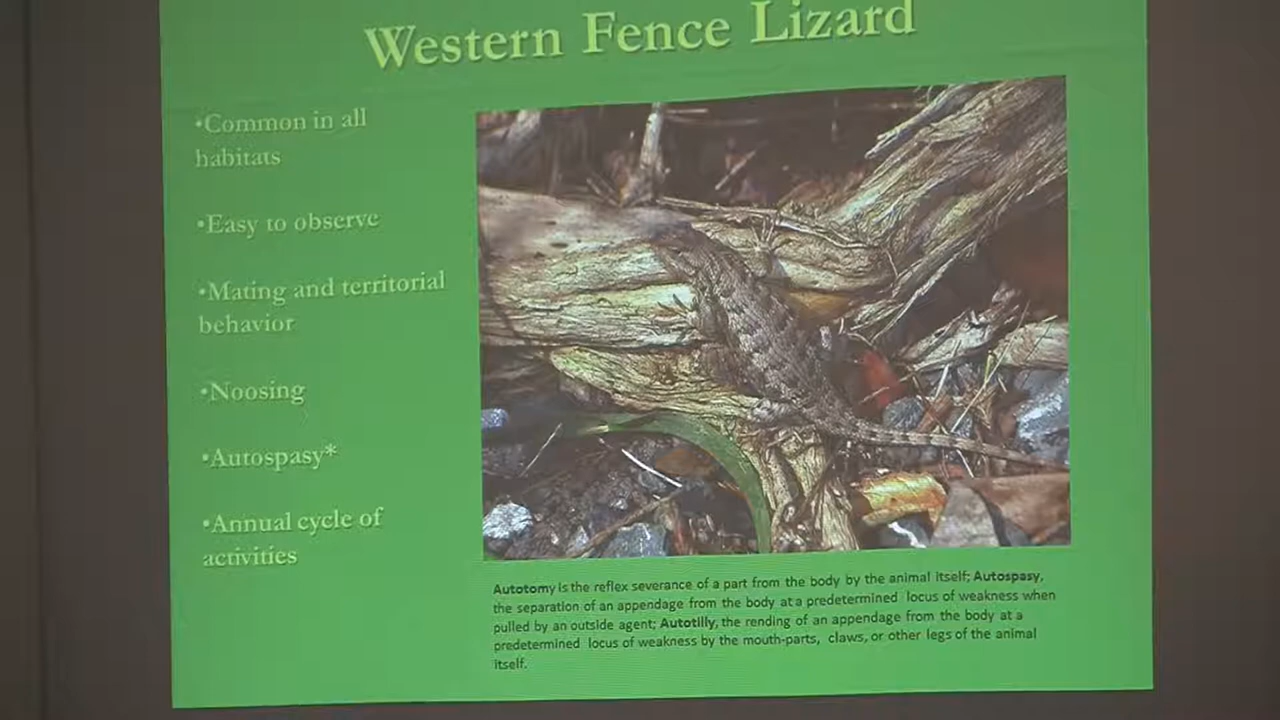 Western Fence Lizard
•Common in all
habitats
•Easy to observe
•Mating and territorial
behavior
•Noosing
•Autospasy*
•Annual cycle of
activities
Autotomy is the reflex severance of a part from the body by the animal itself; Autospasy,
the separation of an appendage from the body at a predetermined locus of weakness when
pulled by an outside agent; Autotilly, the rending of an appendage from the body at a
predetermined locus of weakness by the mouth-parts, claws, or other legs of the animal
itself.